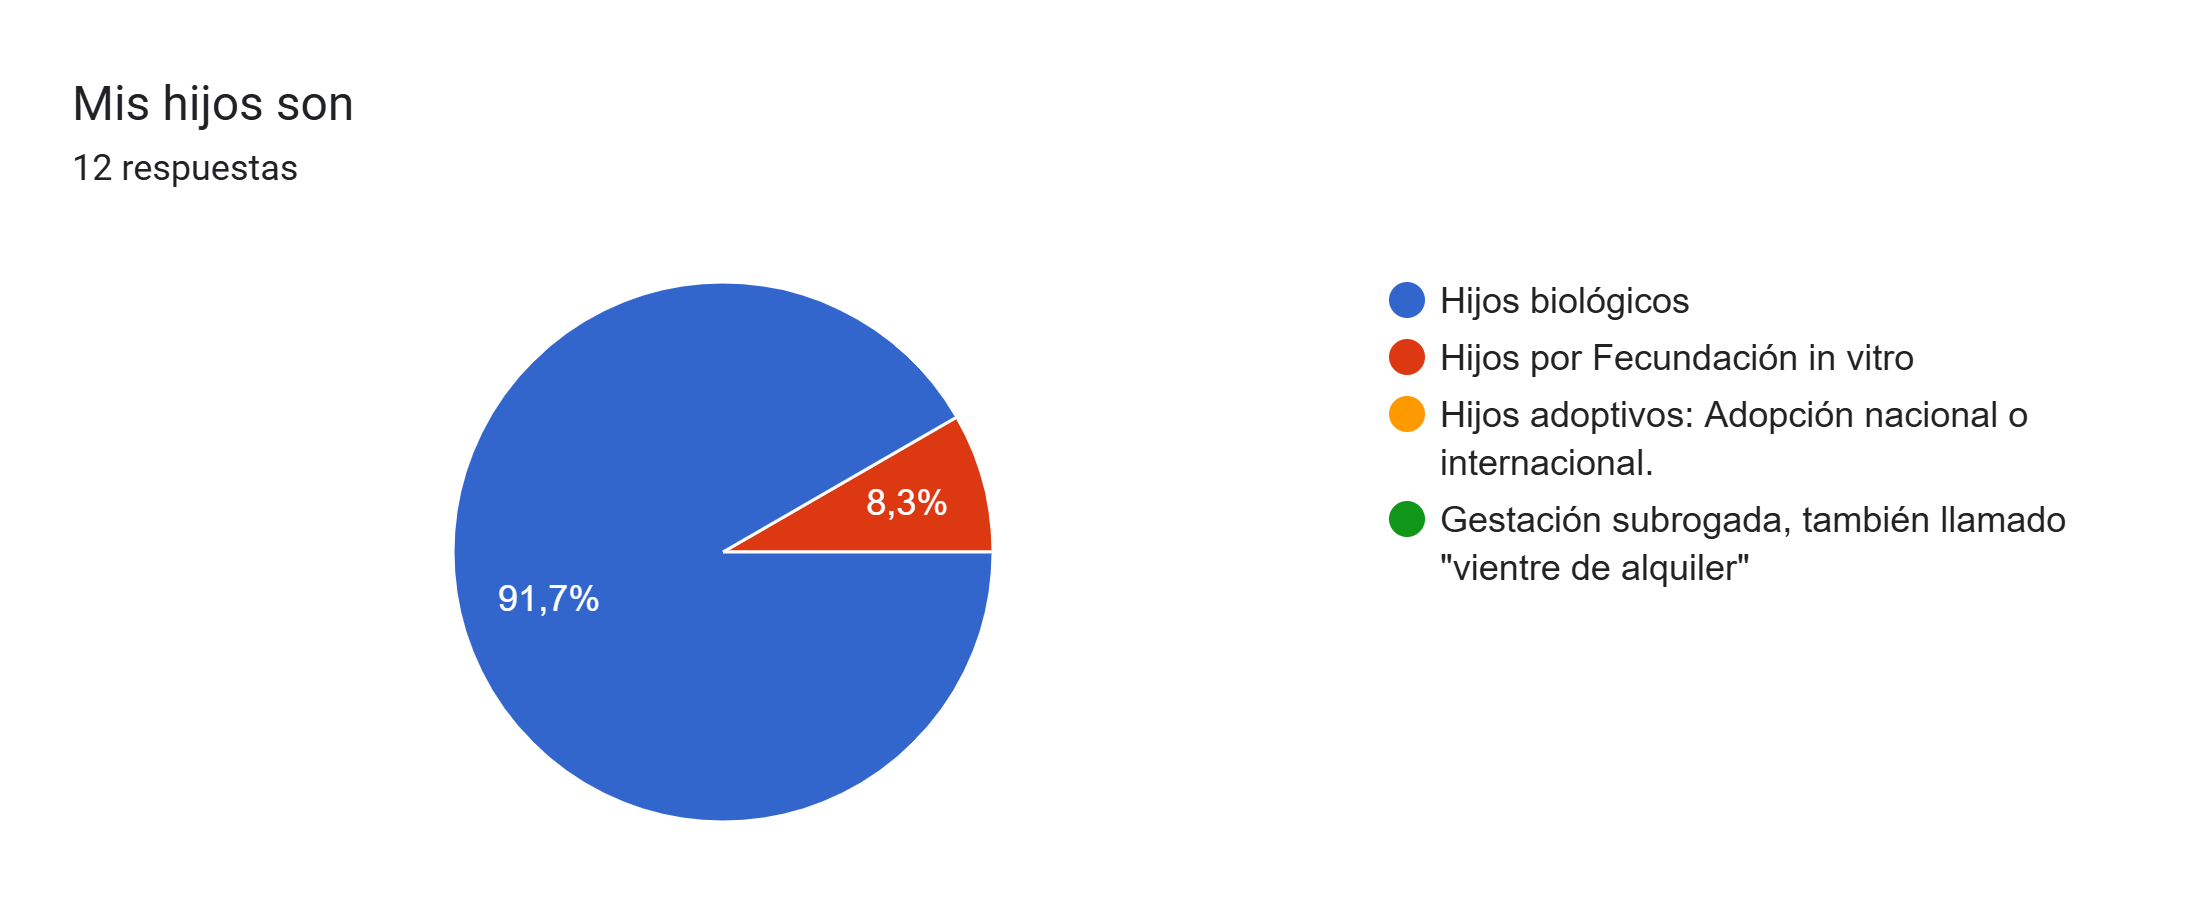 Mis hijos son
12 respuestas
8,3%
91,7%
Hijos biológicos
Hijos por Fecundación in vitro
Hijos adoptivos: Adopción nacional o
internacional.
Gestación subrogada, también llamado
"vientre de alquiler"